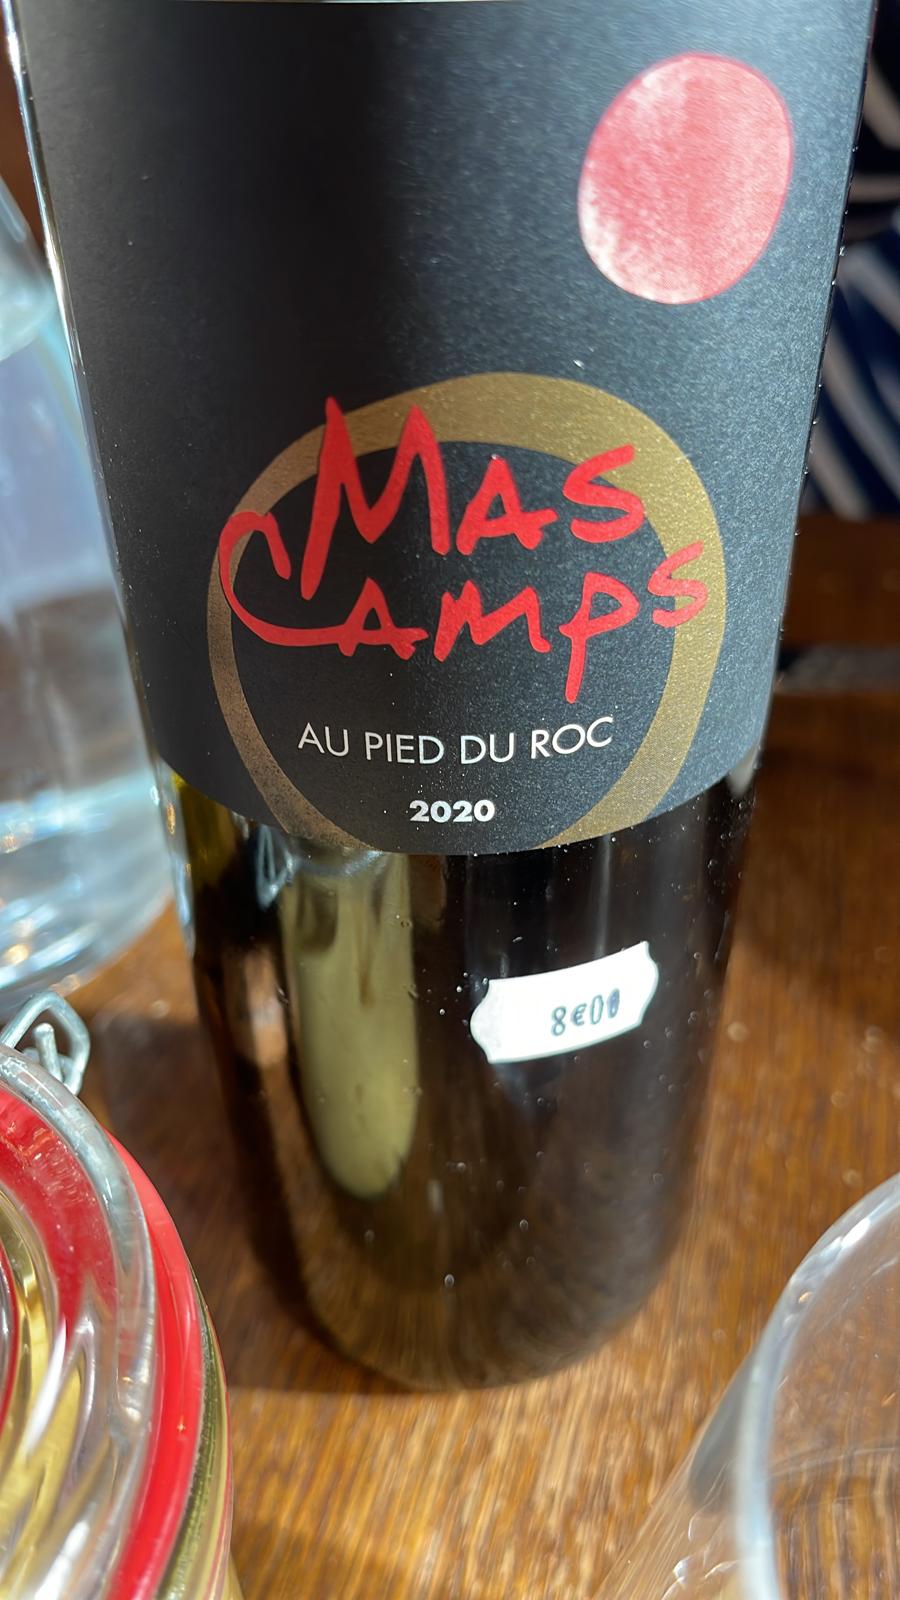 Mas
Camps
AU PIED DU ROC
2020
8€00